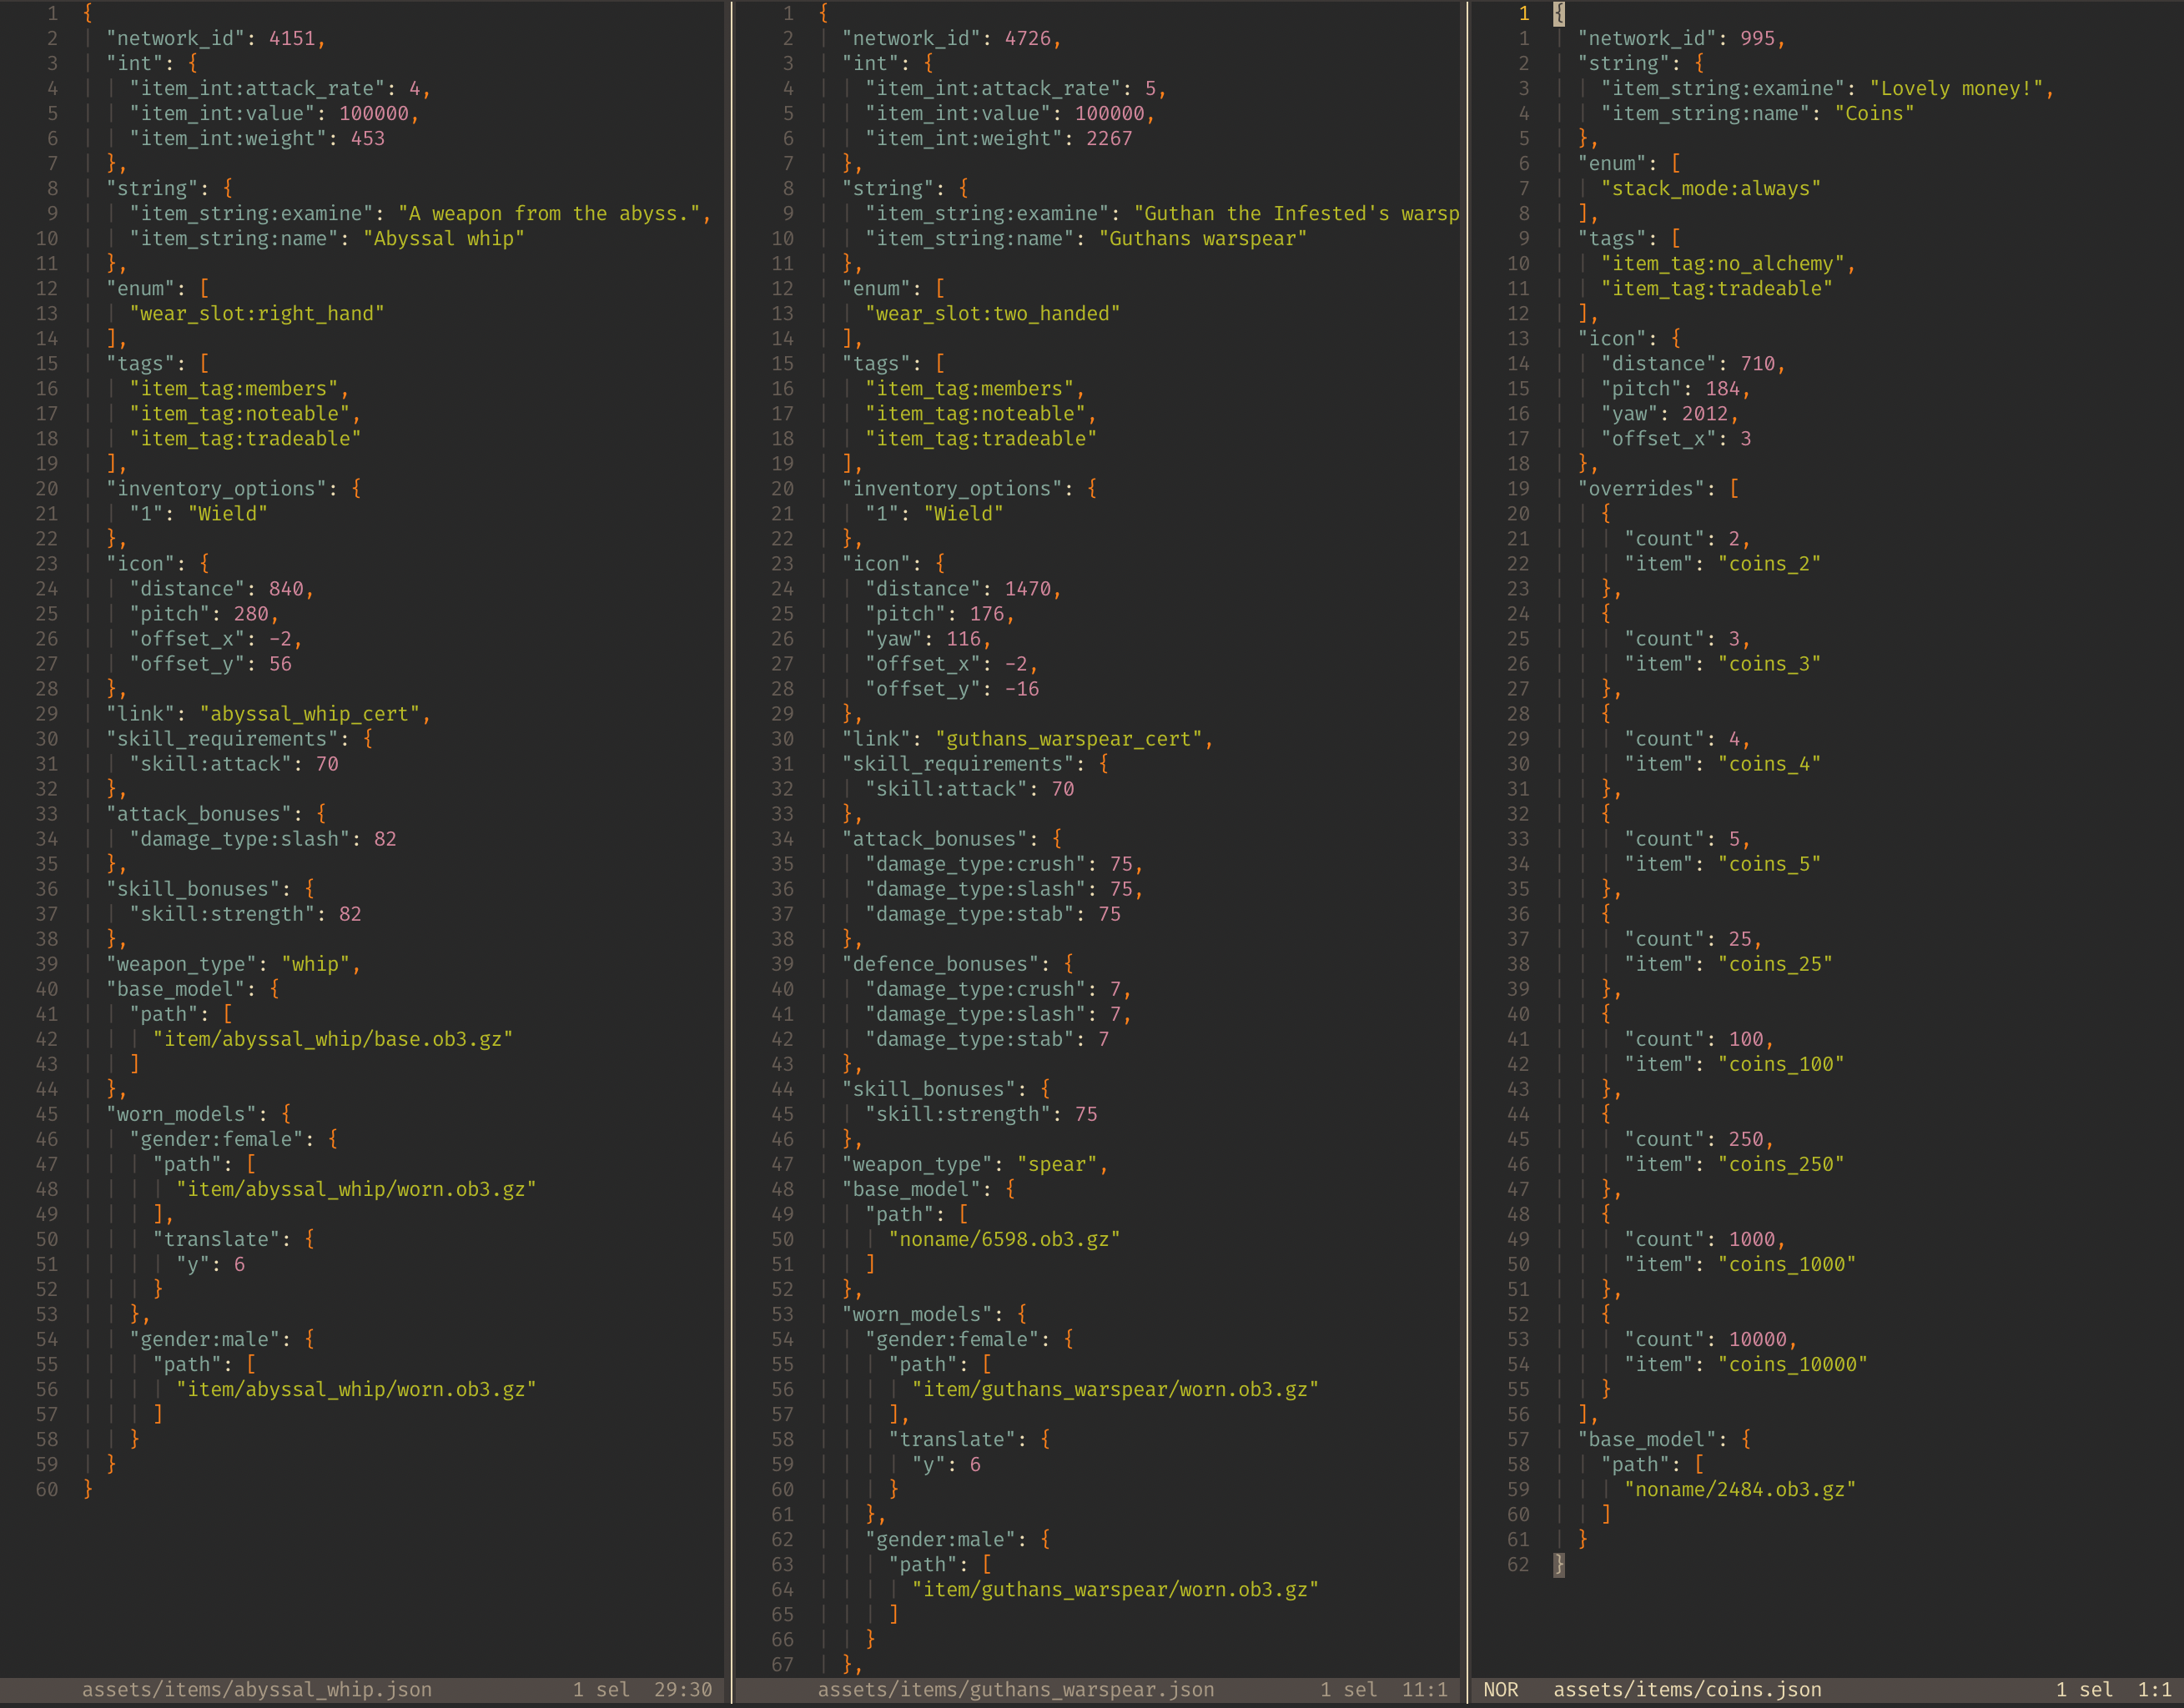 1 {
2 "network_id": 4151,
3 "int": {
4 "item_int:attack_rate": 4,
5 "item_int:value": 100000,
6 "item_int:weight": 453
7 },
8 "string": {
9 "item_string:examine": "A weapon from the abyss.",
10 "item_string:name": "Abyssal whip"
11 },
12 "enum": [
13 "wear_slot:right_hand"
14 ],
15 "tags": [
16 "item_tag:members",
17 "item_tag:noteable",
18 "item_tag:tradeable"
19 ],
20 "inventory_options": {
21 "1": "Wield"
22 },
23 "icon": {
24 "distance": 840,
25 "pitch": 280,
26 "offset_x": -2,
27 "offset_y": 56
28 },
29 "link": "abyssal_whip_cert",
30 "skill_requirements": {
31 "skill:attack": 70
32 },
33 "attack_bonuses": {
34 "damage_type:slash": 82
35 },
36 "skill_bonuses": {
37 "skill:strength": 82
38 },
39 "weapon_type": "whip",
40 "base_model": {
41 "path": [
42 "item/abyssal_whip/base.ob3.gz"
43 ]
44 },
45 "worn_models": {
46 "gender:female": {
47 "path": [
48 "item/abyssal_whip/worn.ob3.gz"
49 ],
50 "translate": {
51 "y": 6
52 }
53 },
54 "gender:male": {
55 "path": [
56 "item/abyssal_whip/worn.ob3.gz"
57 ]
58 }
59 }
60 }
assets/items/abyssal_whip.json 1 sel 29:30
1 {
2 "network_id": 4726,
3 "int": {
4 "item_int:attack_rate": 5,
5 "item_int:value": 100000,
6 "item_int:weight": 2267
7 },
8 "string": {
9 "item_string:examine": "Guthan the Infested's warsp
10 "item_string:name": "Guthans warspear"
11 },
12 "enum": [
13 "wear_slot:two_handed"
14 ],
15 "tags": [
16 "item_tag:members",
17 "item_tag:noteable",
18 "item_tag:tradeable"
19 ],
20 "inventory_options": {
21 "1": "Wield"
22 },
23 "icon": {
24 "distance": 1470,
25 "pitch": 176,
26 "yaw": 116,
27 "offset_x": -2,
28 "offset_y": -16
29 },
30 "link": "guthans_warspear_cert",
31 "skill_requirements": {
32 "skill:attack": 70
33 },
34 "attack_bonuses": {
35 "damage_type:crush": 75,
36 "damage_type:slash": 75,
37 "damage_type:stab": 75
38 },
39 "defence_bonuses": {
40 "damage_type:crush": 7,
41 "damage_type:slash": 7,
42 "damage_type:stab": 7
43 },
44 "skill_bonuses": {
45 "skill:strength": 75
46 },
47 "weapon_type": "spear",
48 "base_model": {
49 "path": [
50 "noname/6598.ob3.gz"
51 ]
52 },
53 "worn_models": {
54 "gender:female": {
55 "path": [
56 "item/guthans_warspear/worn.ob3.gz"
57 ],
58 "translate": {
59 "y": 6
60 }
61 },
62 "gender:male": {
63 "path": [
64 "item/guthans_warspear/worn.ob3.gz"
65 ]
66 }
67 },
assets/items/guthans_warspear.json 1 sel 11:1
1 {
1 "network_id": 995,
2 "string": {
3 "item_string:examine": "Lovely money!",
4 "item_string:name": "Coins"
5 },
6 "enum": [
7 "stack_mode:always"
8 ],
9 "tags": [
10 "item_tag:no_alchemy",
11 "item_tag:tradeable"
12 ],
13 "icon": {
14 "distance": 710,
15 "pitch": 184,
16 "yaw": 2012,
17 "offset_x": 3
18 },
19 "overrides": [
20 {
21 "count": 2,
22 "item": "coins_2"
23 },
24 {
25 "count": 3,
26 "item": "coins_3"
27 },
28 {
29 "count": 4,
30 "item": "coins_4"
31 },
32 {
33 "count": 5,
34 "item": "coins_5"
35 },
36 {
37 "count": 25,
38 "item": "coins_25"
39 },
40 {
41 "count": 100,
42 "item": "coins_100"
43 },
44 {
45 "count": 250,
46 "item": "coins_250"
47 },
48 {
49 "count": 1000,
50 "item": "coins_1000"
51 },
52 {
53 "count": 10000,
54 "item": "coins_10000"
55 }
56 ],
57 "base_model": {
58 "path": [
59 "noname/2484.ob3.gz"
60 ]
61 }
62 }
NOR assets/items/coins.json 1 sel 1:1